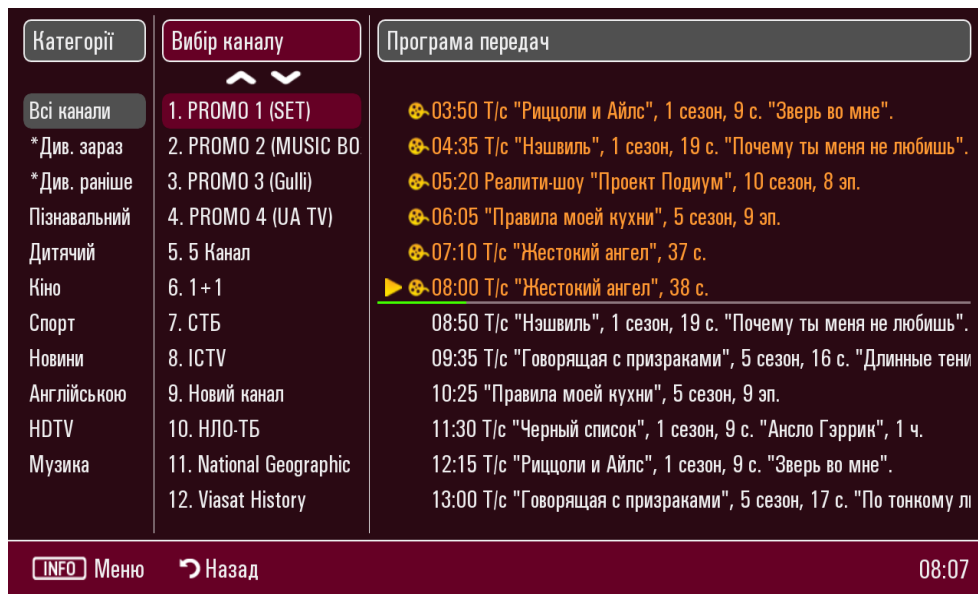 Категорії
Всі канали
*Див. зараз
*Див. раніше
Пізнавальний
Дитячий
Кіно
Спорт
Новини
Англійською
HDTV
Музика
Вибір каналу
1. PROMO 1 (SET)
2. PROMO 2 (MUSIC BO
3. PROMO 3 (Gulli)
4. PROMO 4 (UA TV)
5. 5 Канал
6. 1+1
7. СТБ
8. ICTV
9. Новий канал
10. НЛО-ТБ
11. National Geographic
12. Viasat History
Програма передач
03:50 Т/с "Риццоли и Айлс", 1 сезон, 9 с. "Зверь во мне".
04:35 Т/с "Нэшвиль", 1 сезон, 19 с. "Почему ты меня не любишь".
05:20 Реалити-шоу "Проект Подиум", 10 сезон, 8 эп.
06:05 "Правила моей кухни", 5 сезон, 9 эп.
07:10 Т/с "Жестокий ангел", 37 с.
08:00 Т/с "Жестокий ангел", 38 с.
08:50 Т/с "Нэшвиль", 1 сезон, 19 с. "Почему ты меня не любишь".
09:35 Т/с "Говорящая с призраками", 5 сезон, 16 с. "Длинные тени
10:25 "Правила моей кухни", 5 сезон, 9 эп.
11:30 Т/с "Черный список", 1 сезон, 9 с. "Ансло Гэррик", 1 ч.
12:15 Т/с "Риццоли и Айлс", 1 сезон, 9 с. "Зверь во мне".
13:00 Т/с "Говорящая с призраками", 5 сезон, 17 с. "По тонкому
INFO Меню
Назад
08:07